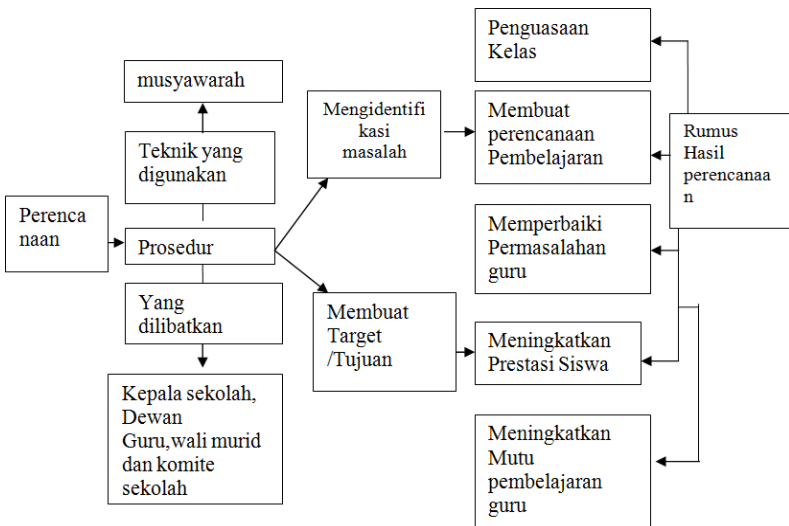 Perenca
naan
musyawarah
Teknik yang
digunakan
Prosedur
Yang
dilibatkan
Kepala sekolah,
Dewan
Guru,wali murid
dan komite
sekolah
Mengidentifi
kasi
masalah
Membuat
Target
/Tujuan
Penguasaan
Kelas
Membuat
perencanaan
Pembelajaran
Memperbaiki
Permasalahan
guru
Meningkatkan
Prestasi Siswa
Meningkatkan
Mutu
pembelajaran
guru
Rumus
Hasil
perencanaa
n